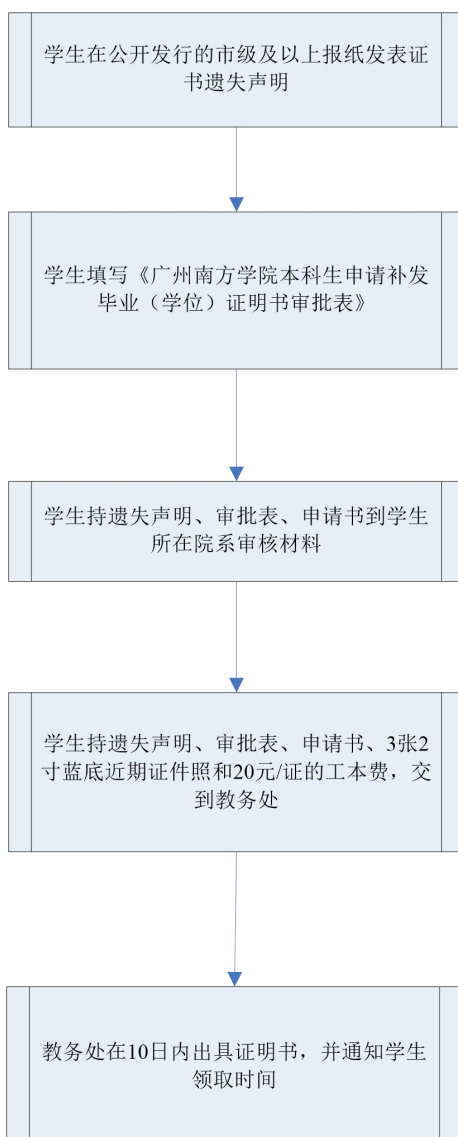 学生在公开发行的市级及以上报纸发表证
书遗失声明
学生填写《广州南方学院本科生申请补发
毕业（学位）证明书审批表》
学生持遗失声明、审批表、申请书到学生
所在院系审核材料
学生持遗失声明、审批表、申请书、3张2
寸蓝底近期证件照和20元/证的工本费，交
到教务处
教务处在10日内出具证明书，并通知学生
领取时间